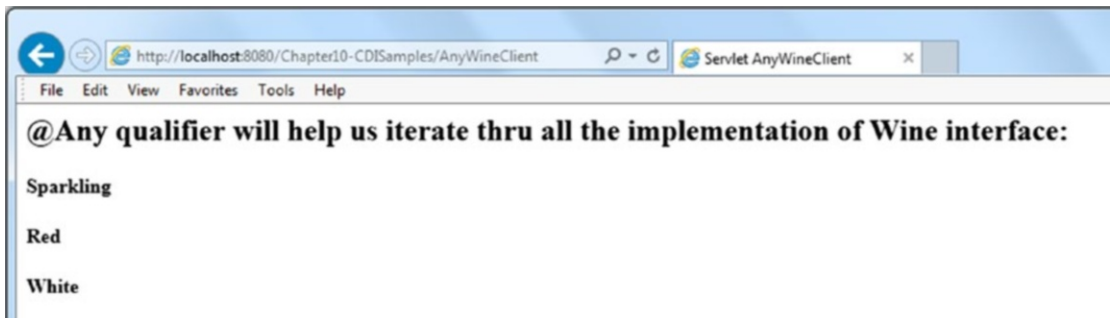 http://localhost:8080/Chapter10-CDISamples/AnyWineClient
Servlet AnyWineClient
File Edit View Favorites Tools Help
@Any qualifier will help us iterate thru all the implementation of Wine interface:
Sparkling
Red
White